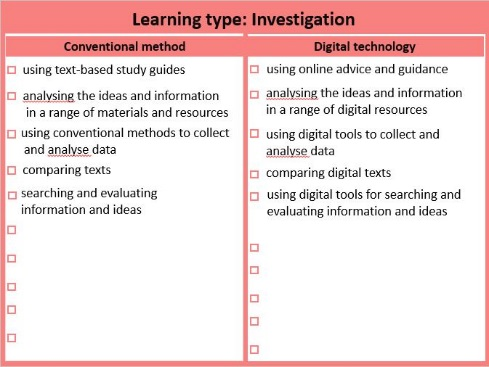 Learning type: Investigation
Conventional method
using text-based study guides
analysing the ideas and information
in a range of materials and resources
using conventional methods to collect
and analyse data
comparing texts
searching and evaluating
information and ideas
Digital technology
using online advice and guidance
analysing the ideas and information
in a range of digital resources
using digital tools to collect and
analyse data
comparing digital texts
using digital tools for searching and
evaluating information and ideas